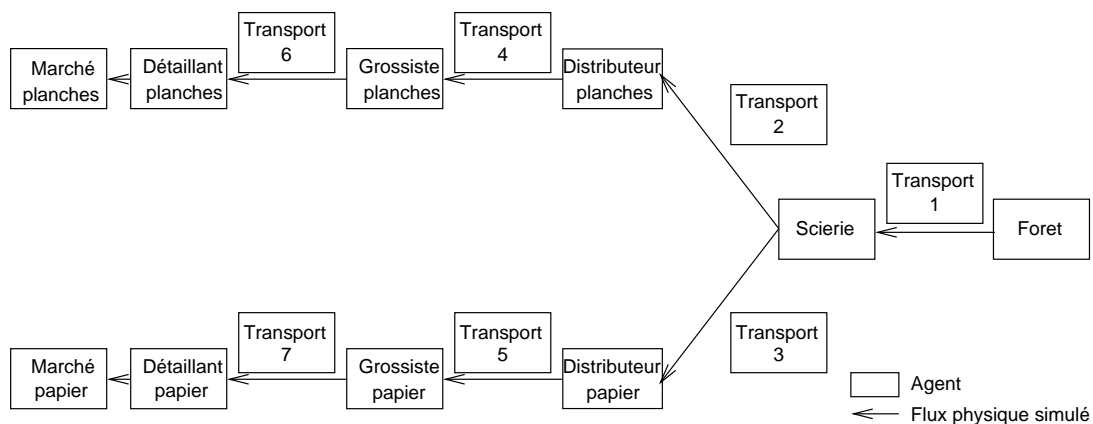 Transport
6
Transport
4
Marché
planches
Détaillant
planches
Grossiste
planches
Distributeur
planches
Transport
2
Transport
1
Scierie
Foret
Transport
7
Transport
5
Transport
3
Marché
papier
Détaillant
papier
Grossiste
papier
Distributeur
papier
Agent
Flux physique simulé